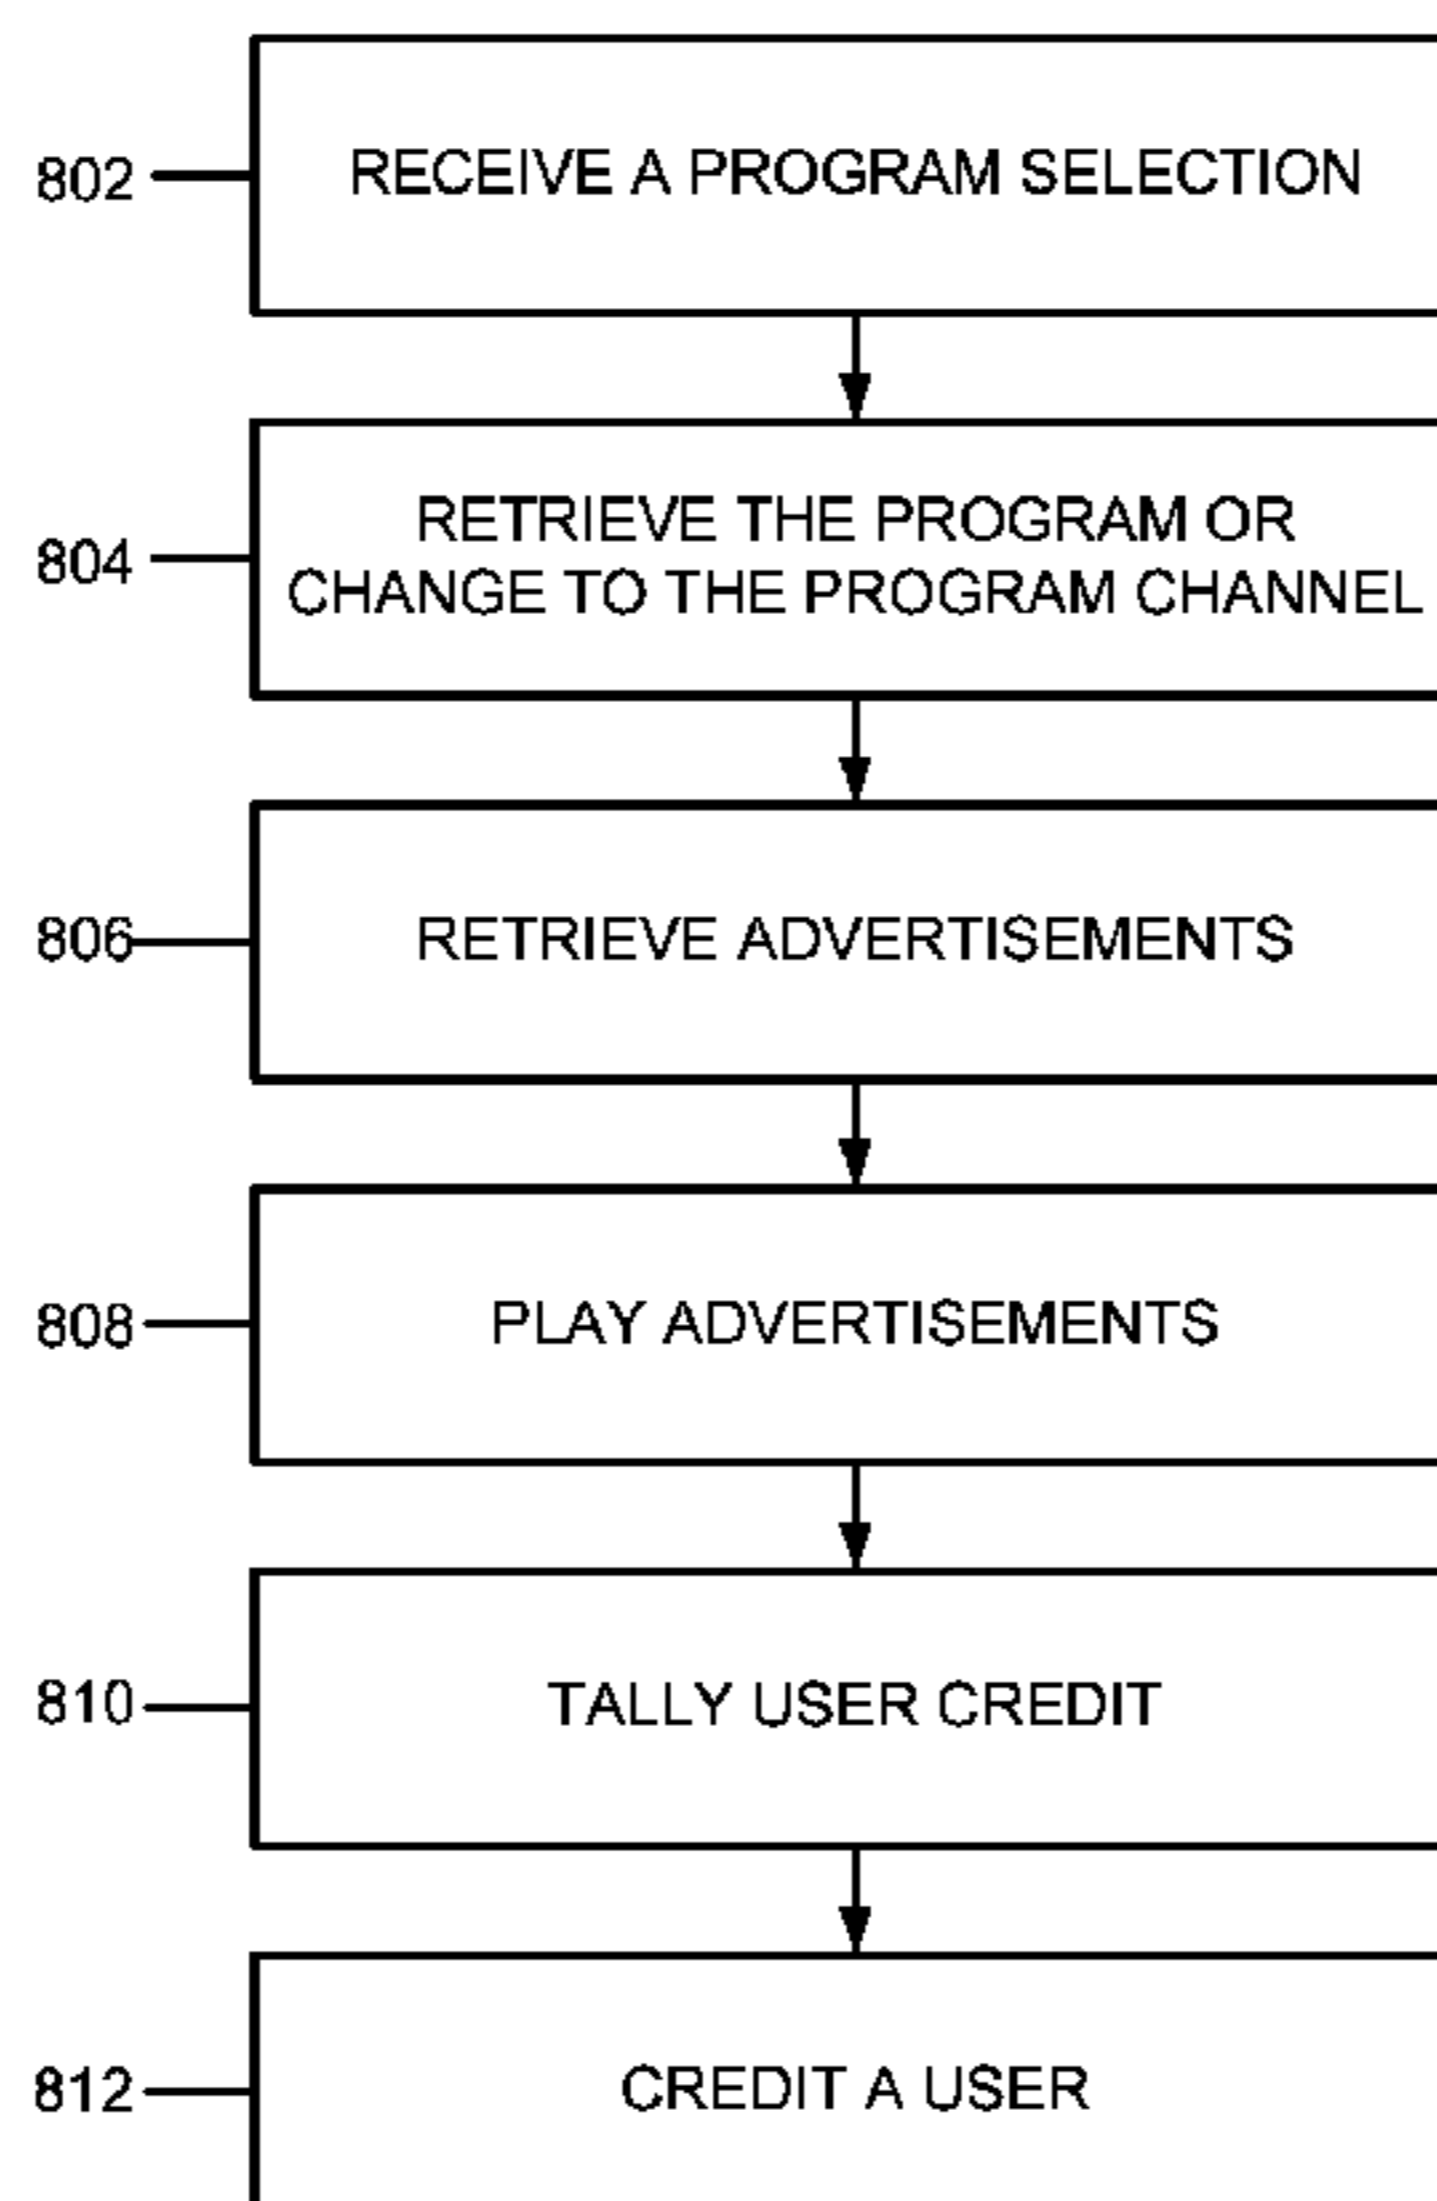 802
RECEIVE A PROGRAM SELECTION
804
RETRIEVE THE PROGRAM OR
CHANGE TO THE PROGRAM CHANNEL
806
RETRIEVE ADVERTISEMENTS
808
PLAY ADVERTISEMENTS
810
TALLY USER CREDIT
812
CREDIT A USER